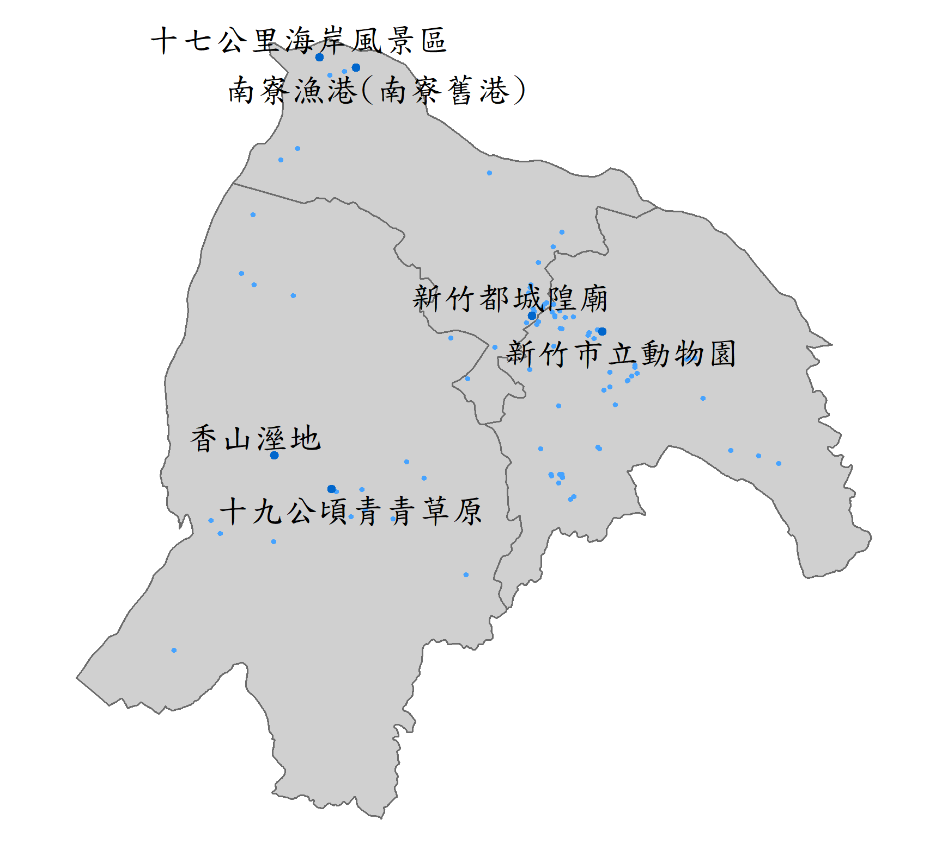 十七公里海岸風景區
南寮漁港(南寮舊港)
新竹都城隍廟
新竹市立動物園
香山溼地
十九公頃青青草原